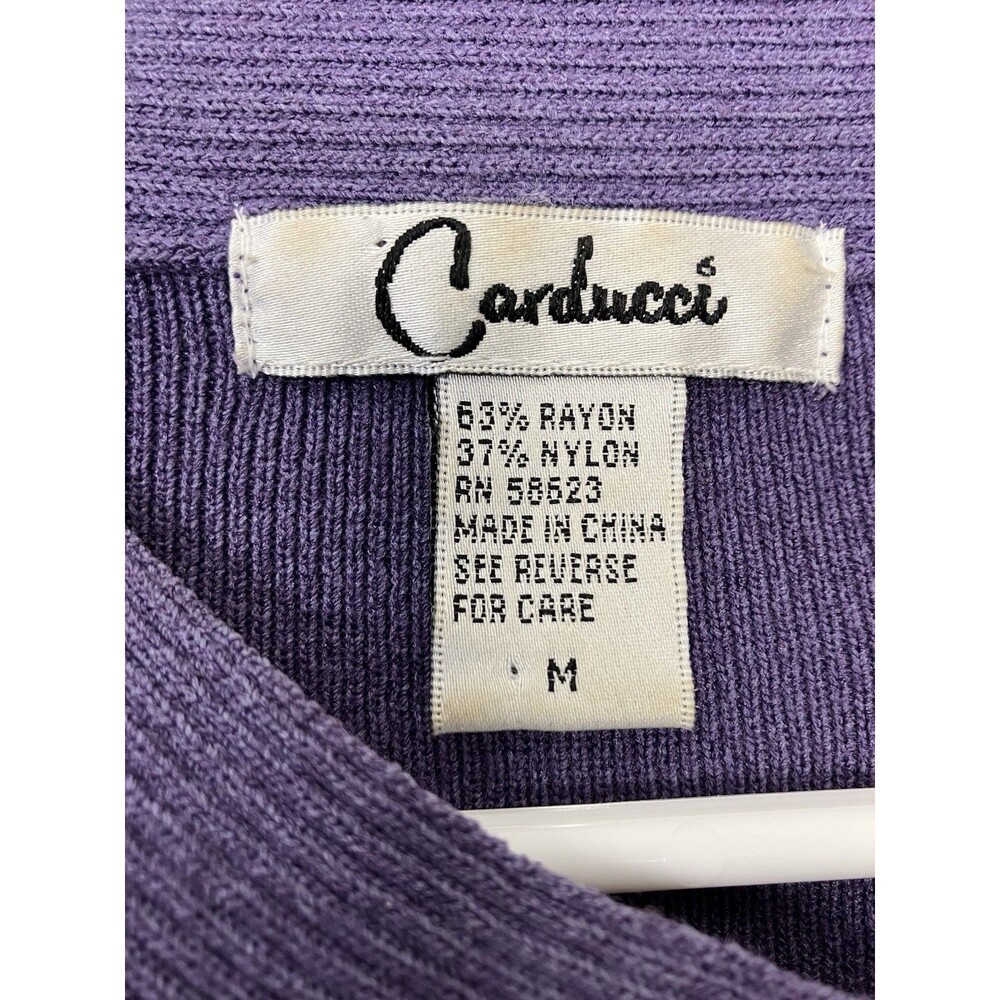 Carducci
63% RAYON
37% NYLON
RN 58623
MADE IN CHINA
SEE REVERSE
FOR CARE
M